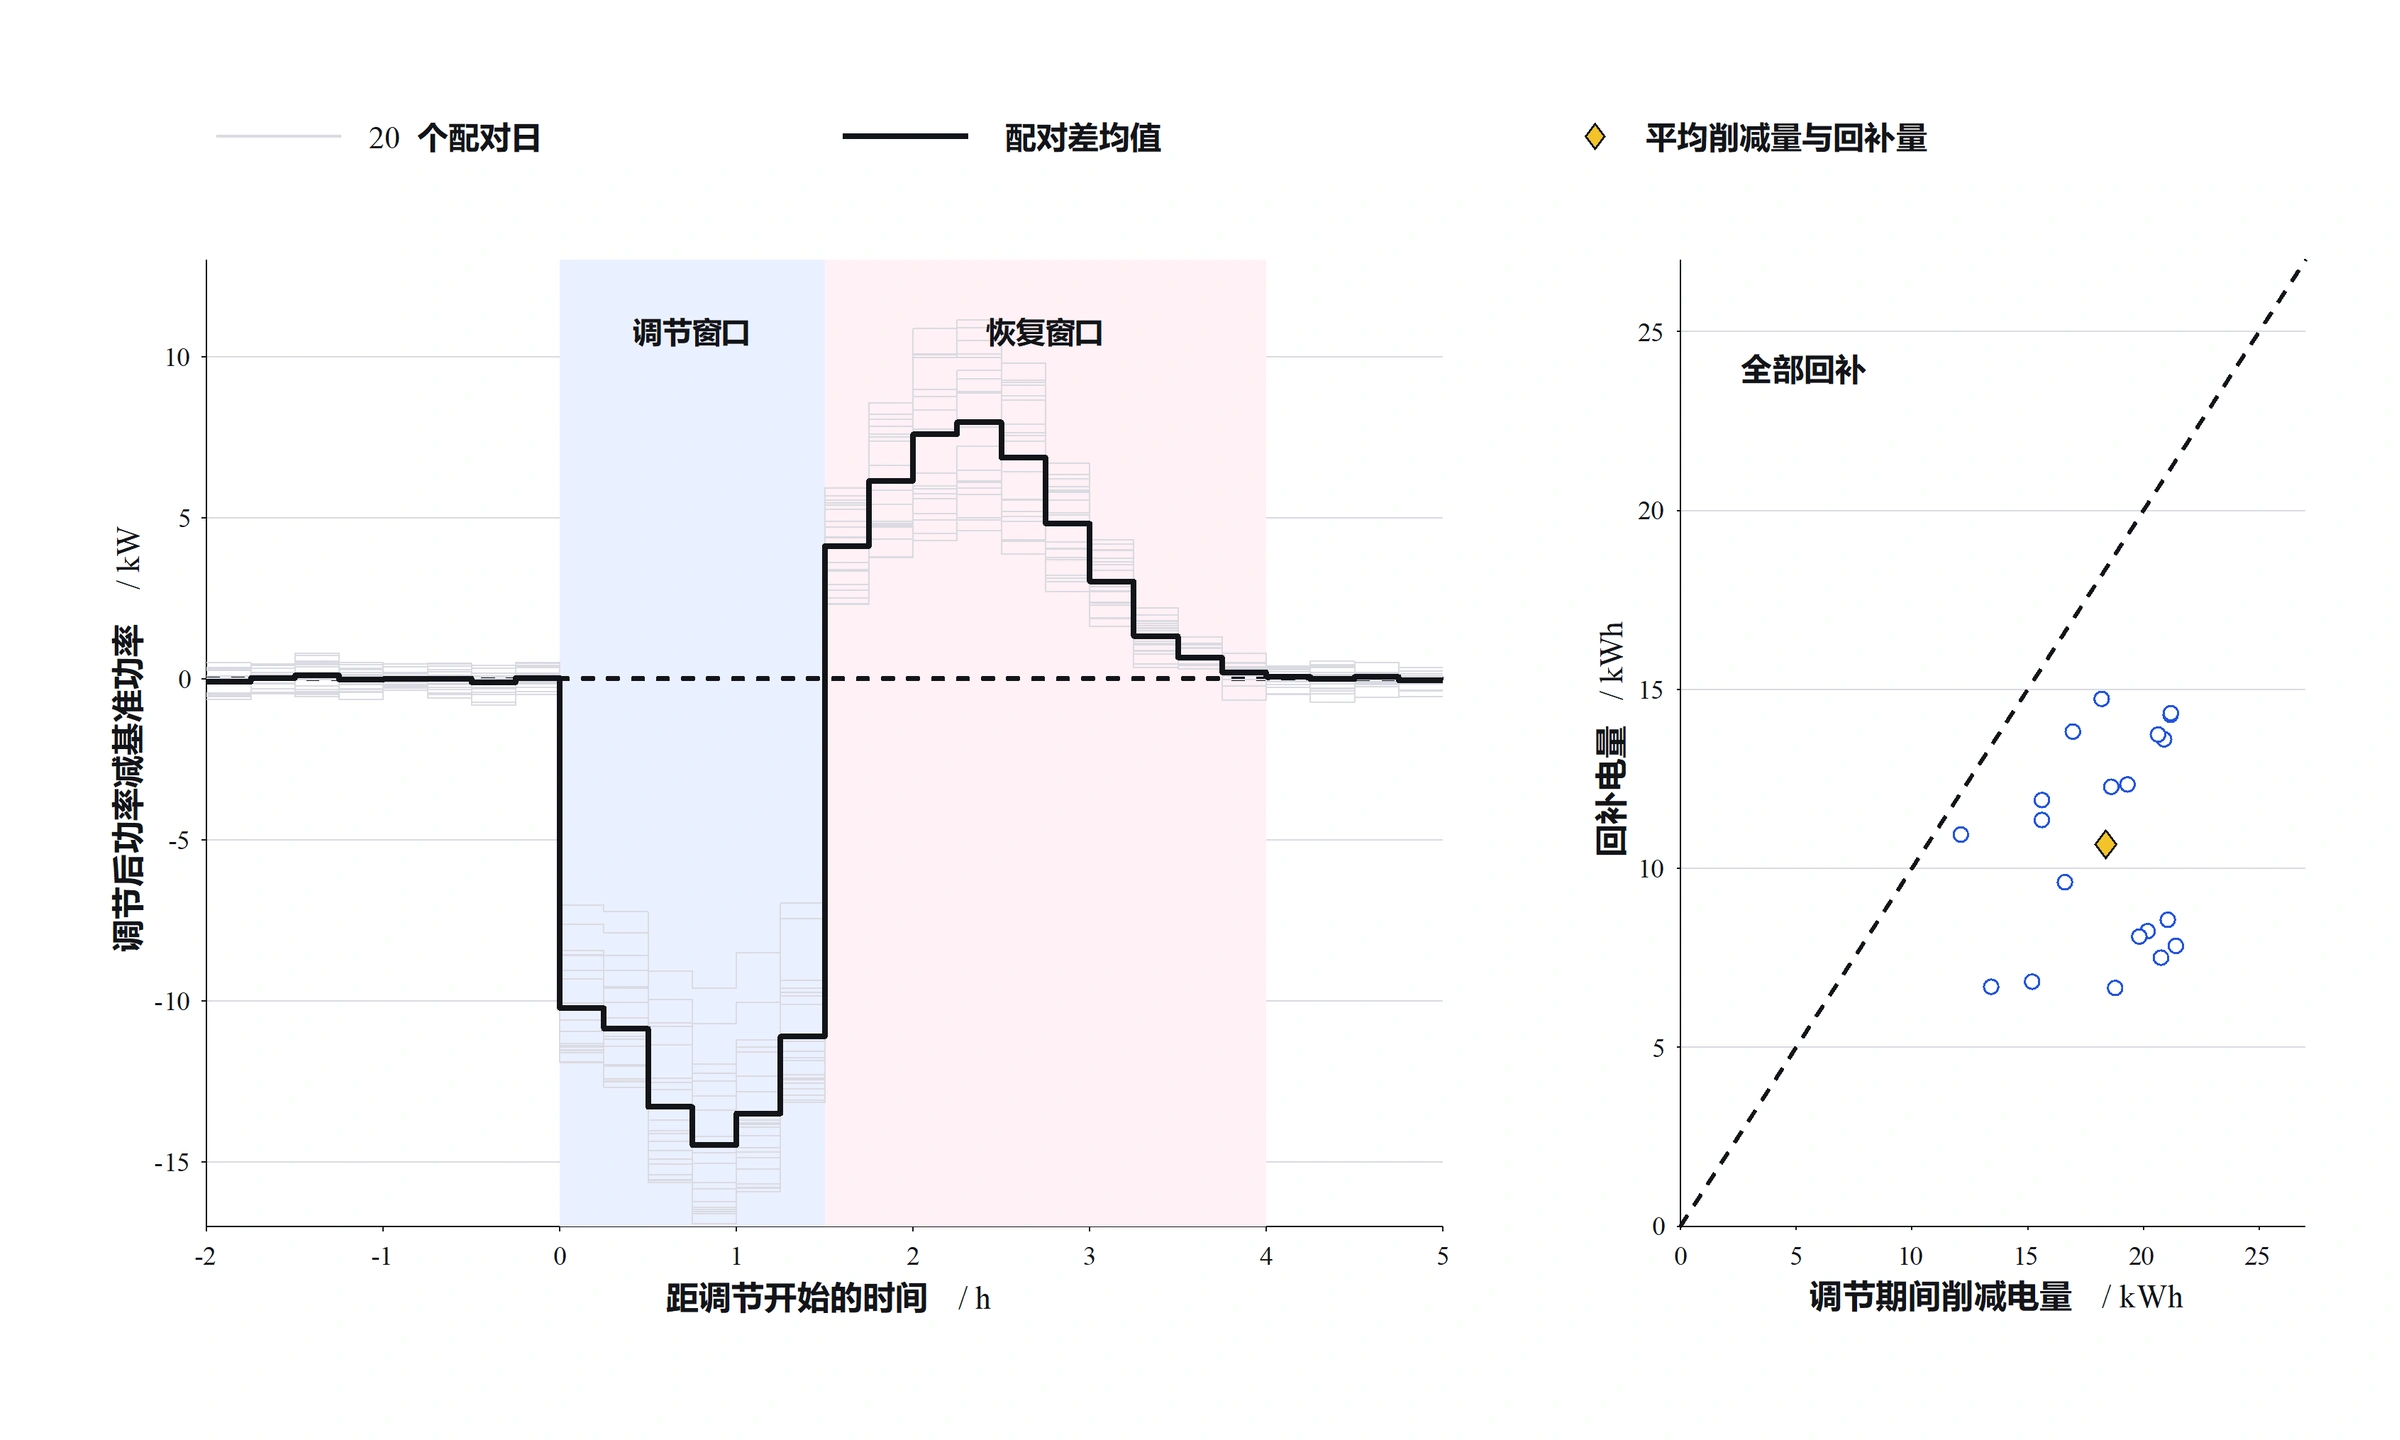 20 个配对日
配对差均值
平均削减量与回补量
调节后功率减基准功率 / kW
10
5
0
-5
-10
-15
调节窗口
恢复窗口
-2
-1
0
1
2
3
4
5
距调节开始的时间 / h
回补电量 / kWh
25
20
15
10
5
0
全部回补
0
5
10
15
20
25
调节期间削减电量 / kWh